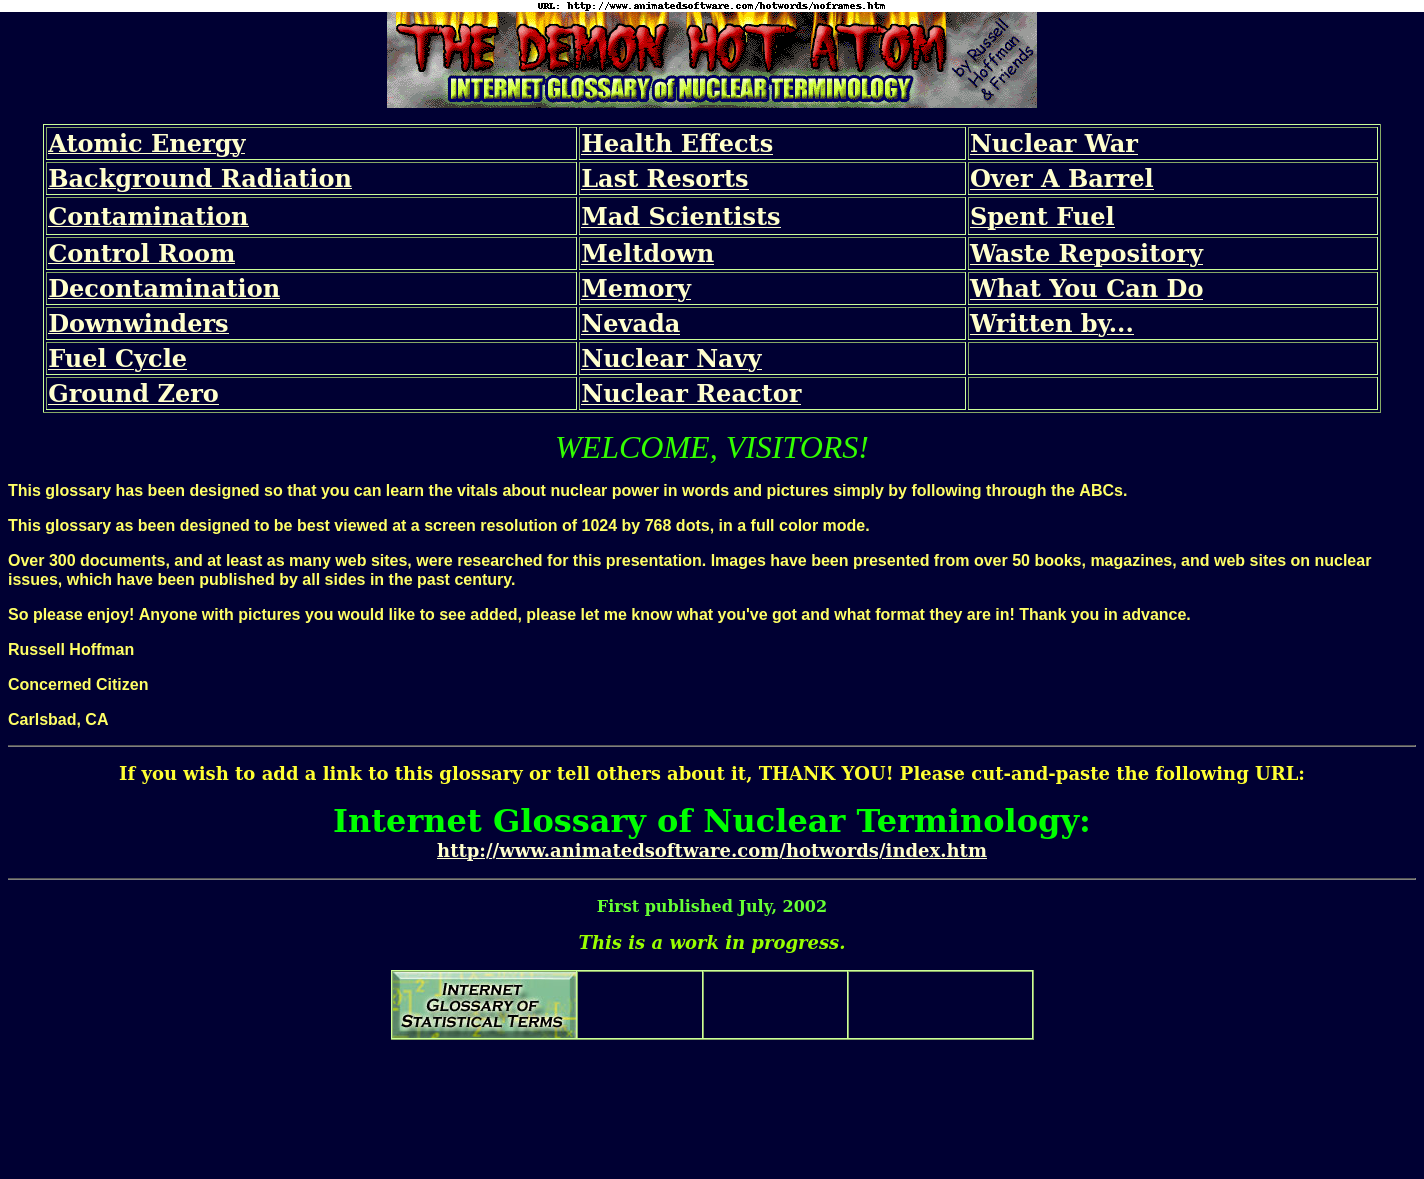 URL: http://www.animatedsoftware.com/hotwords/noframes.htm
THE DEMON HOT ATOM
by Russell Hoffman & Friends
INTERNET GLOSSARY of NUCLEAR TERMINOLOGY
Atomic Energy Health Effects Nuclear War
Background Radiation Last Resorts Over A Barrel
Contamination Mad Scientists Spent Fuel
Control Room Meltdown Waste Repository
Decontamination Memory What You Can Do
Downwinders Nevada Written by...
Fuel Cycle Nuclear Navy
Ground Zero Nuclear Reactor
WELCOME, VISITORS!
This glossary has been designed so that you can learn the vitals about nuclear power in words and pictures simply by following through the ABCs.
This glossary as been designed to be best viewed at a screen resolution of 1024 by 768 dots, in a full color mode.
Over 300 documents, and at least as many web sites, were researched for this presentation. Images have been presented from over 50 books, magazines, and web sites on nuclear
issues, which have been published by all sides in the past century.
So please enjoy! Anyone with pictures you would like to see added, please let me know what you've got and what format they are in! Thank you in advance.
Russell Hoffman
Concerned Citizen
Carlsbad, CA
If you wish to add a link to this glossary or tell others about it, THANK YOU! Please cut-and-paste the following URL:
Internet Glossary of Nuclear Terminology:
http://www.animatedsoftware.com/hotwords/index.htm
First published July, 2002
This is a work in progress.
INTERNET
GLOSSARY OF
STATISTICAL TERMS